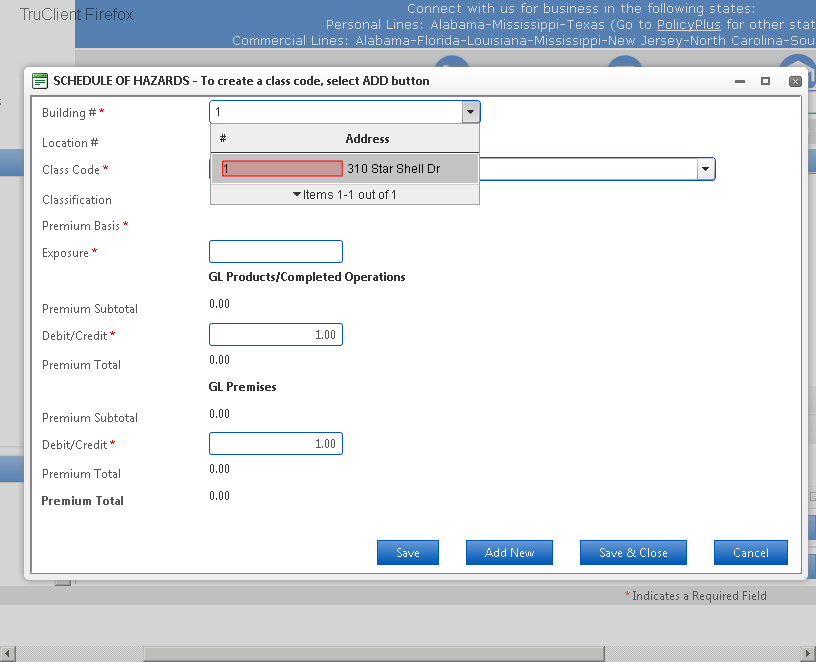 TruClient Firefox
Connect with us for business in the following states:
Personal Lines: Alabama-Mississippi-Texas (Go to PolicyPlus for other stat
Commercial Lines: Alabama-Florida-Louisiana-Mississippi-New Jersey-North Carolina-Sou
SCHEDULE OF HAZARDS - To create a class code, select ADD button
Building #* 1
# Address
Location #
1 310 Star Shell Dr
Class Code *
Items 1-1 out of 1
Classification
Premium Basis *
Exposure *
GL Products/Completed Operations
Premium Subtotal 0.00
Debit/Credit * 1.00
Premium Total 0.00
GL Premises
Premium Subtotal 0.00
Debit/Credit * 1.00
Premium Total 0.00
Premium Total 0.00
Save Add New Save & Close Cancel
* Indicates a Required Field